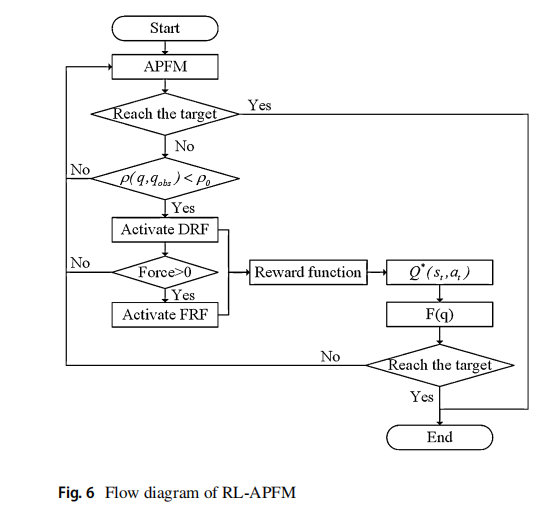 Start
APFM
Reach the target
Yes
No
No
ρ(q,q_obs) < ρ_0
Yes
Activate DRF
No
Force>0
Yes
Activate FRF
Reward function
Q*(s_t,a_t)
F(q)
No
Reach the target
Yes
End
Fig. 6 Flow diagram of RL-APFM